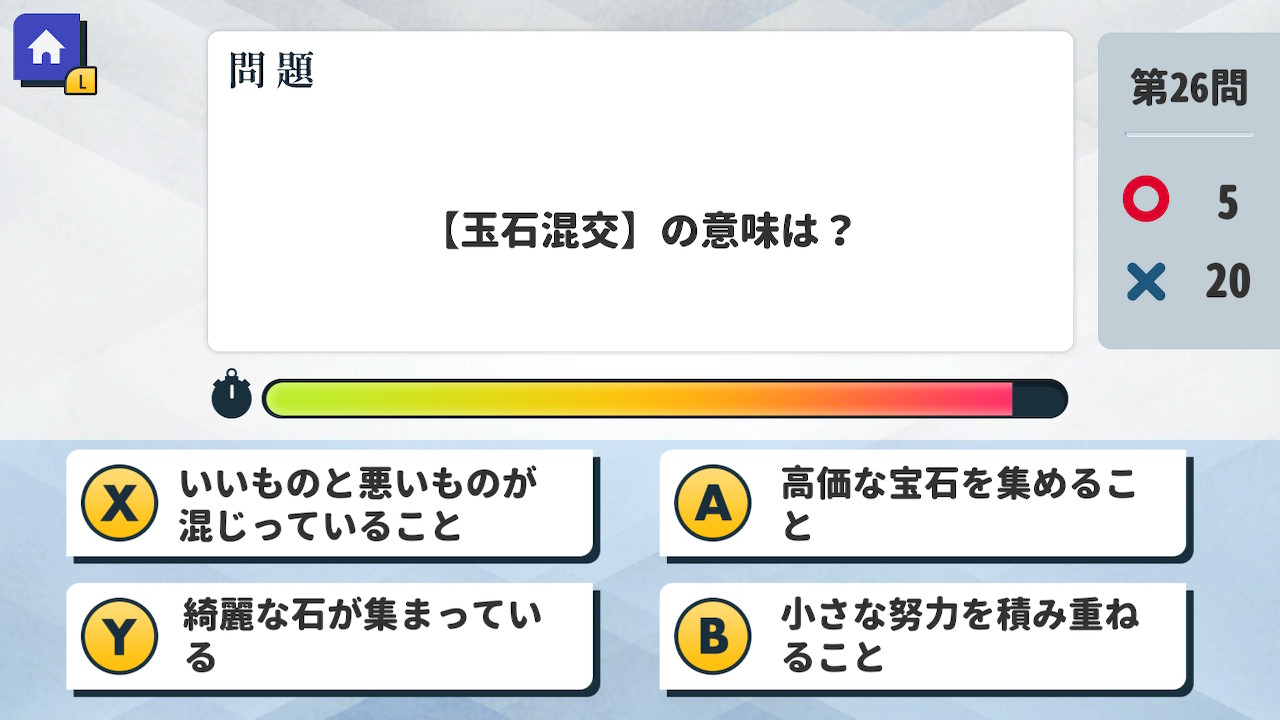 L
問題
第26問
【玉石混交】の意味は？
5
20
X
いいものと悪いものが
混じっていること
A
高価な宝石を集めるこ
と
Y
綺麗な石が集まってい
る
B
小さな努力を積み重ね
ること